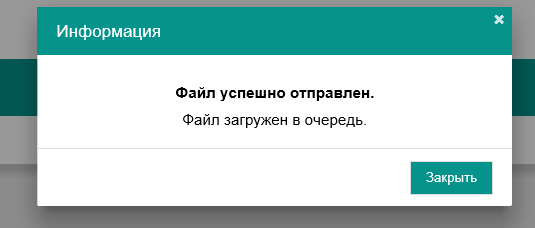 Информация
Файл успешно отправлен.
Файл загружен в очередь.
Закрыть